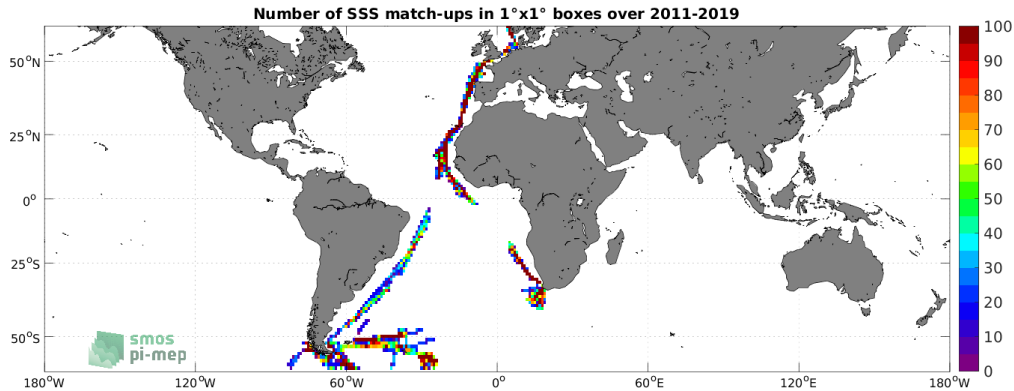 Number of SSS match-ups in 1°x1° boxes over 2011-2019
50°N
25°N
0°
25°S
50°S
180°W
120°W
60°W
0°
60°E
120°E
180°W
100
90
80
70
60
50
40
30
20
10
0
smos
pi-mep